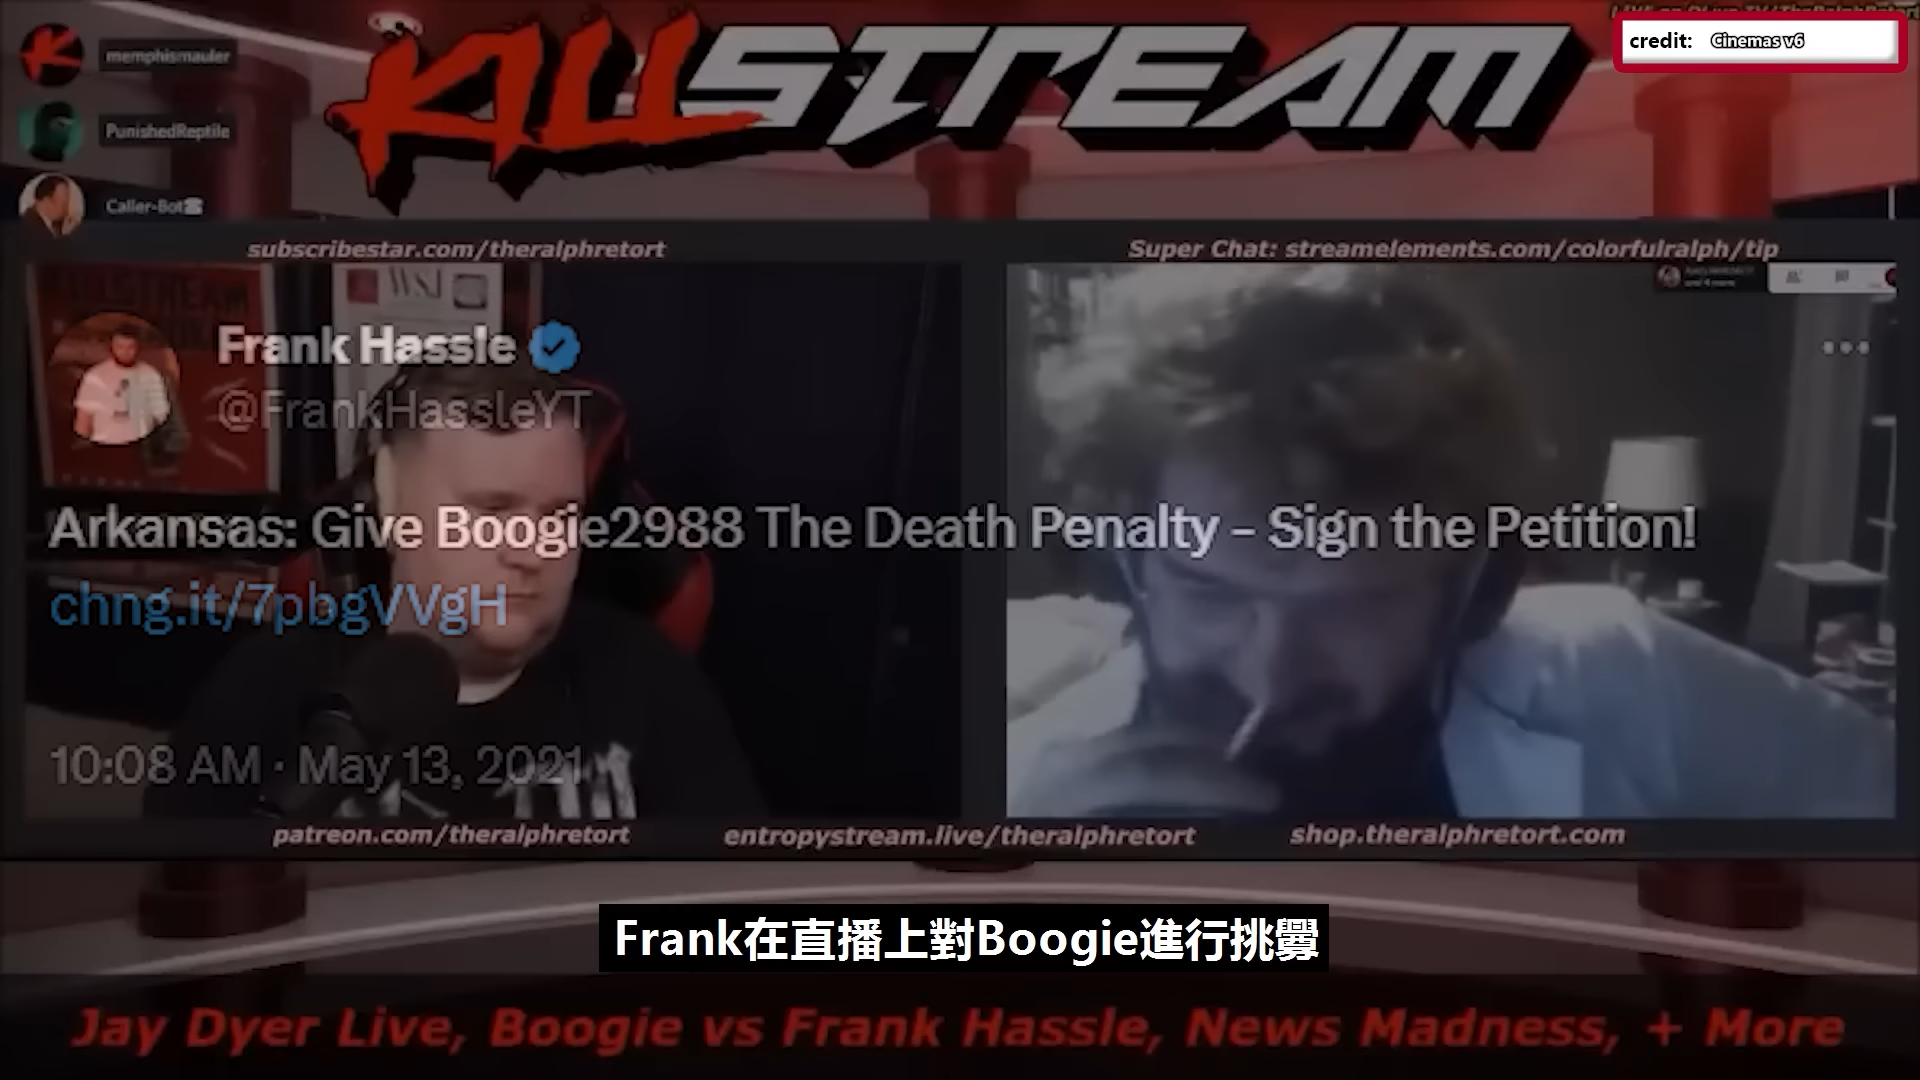 KILLSTREAM
credit: Cinemas v6
memphismauler
PunishedReptile
Caller-Bot☎
subscribestar.com/theralphretort
Super Chat: streamelements.com/colorfulralph/tip
WSJ
Frank Hassle
@FrankHassleYT
Arkansas: Give Boogie2988 The Death Penalty - Sign the Petition!
chng.it/7pbgVVgH
10:08 AM · May 13, 2021
patreon.com/theralphretort
entropystream.live/theralphretort
shop.theralphretort.com
Frank在直播上對Boogie進行挑釁
Jay Dyer Live, Boogie vs Frank Hassle, News Madness, + More